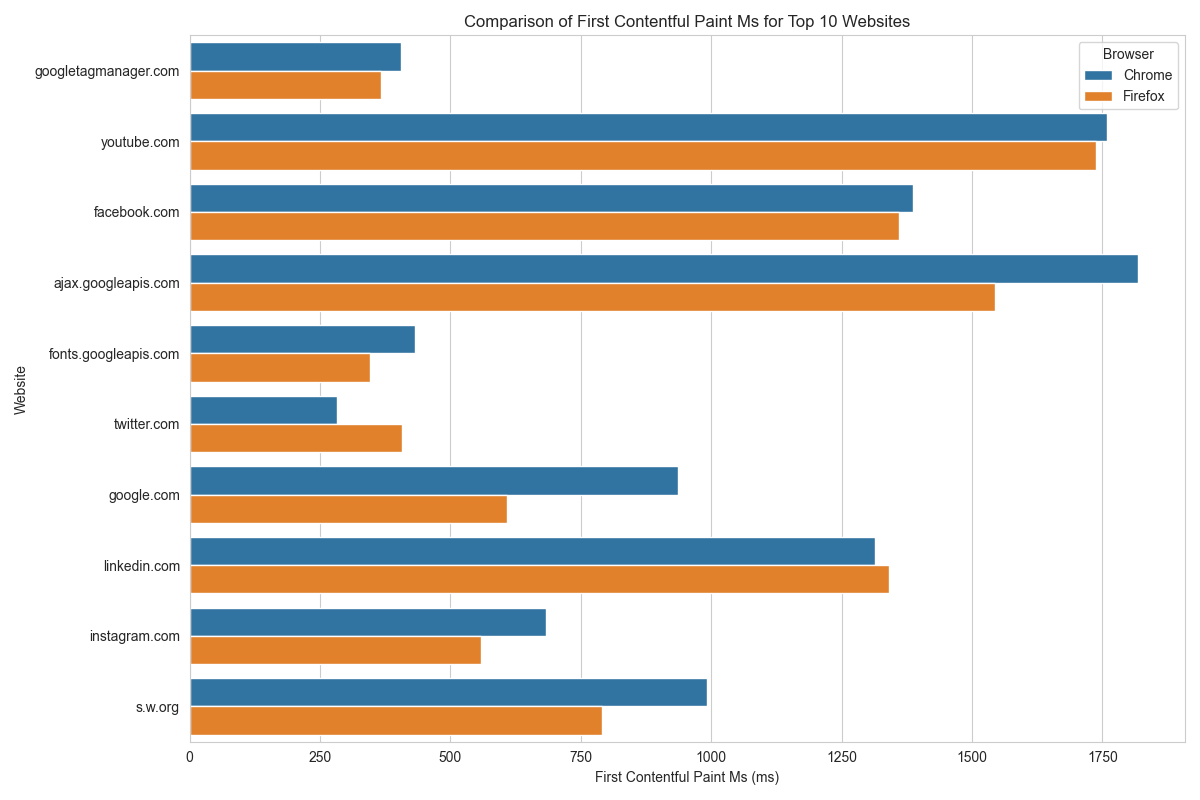 Comparison of First Contentful Paint Ms for Top 10 Websites
Browser
Chrome
Firefox
Website
googletagmanager.com
youtube.com
facebook.com
ajax.googleapis.com
fonts.googleapis.com
twitter.com
google.com
linkedin.com
instagram.com
s.w.org
0 250 500 750 1000 1250 1500 1750
First Contentful Paint Ms (ms)